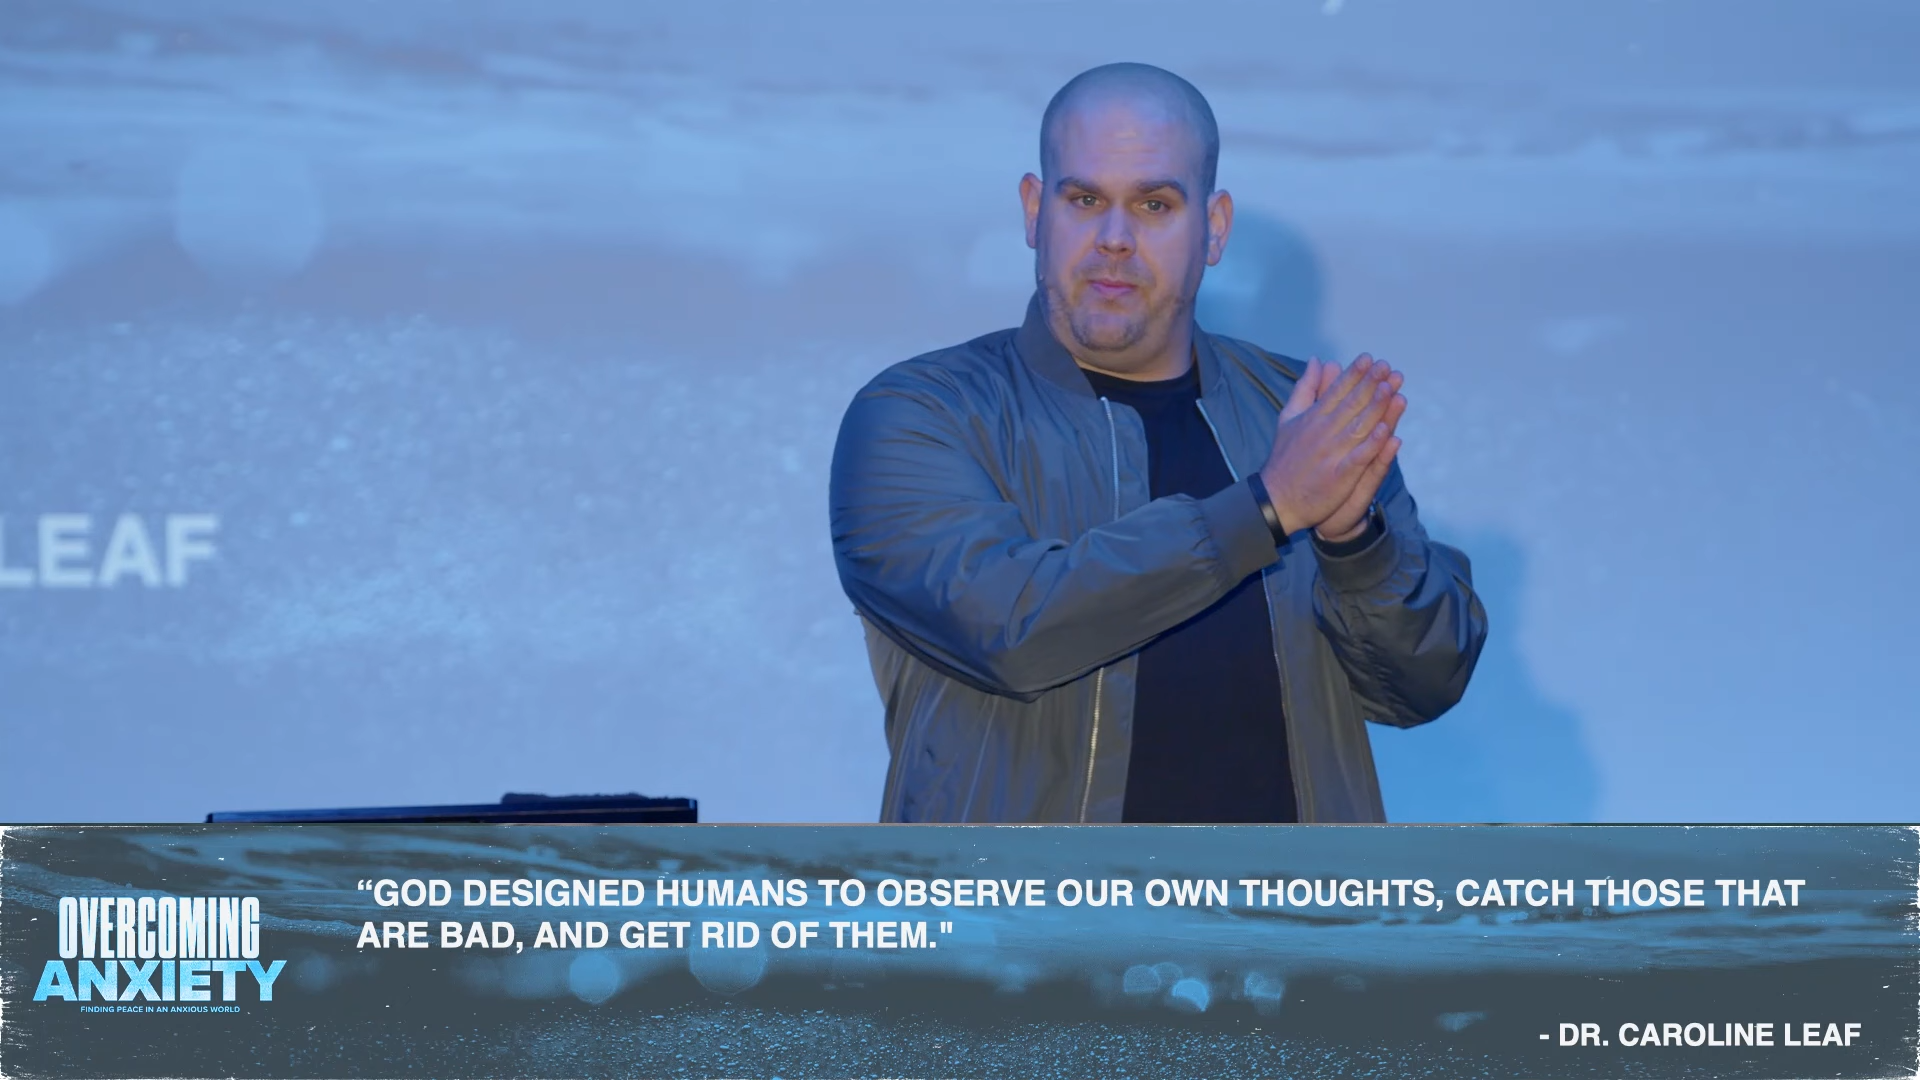 LEAF
“GOD DESIGNED HUMANS TO OBSERVE OUR OWN THOUGHTS, CATCH THOSE THAT
ARE BAD, AND GET RID OF THEM."
OVERCOMING
ANXIETY
FINDING PEACE IN AN ANXIOUS WORLD
- DR. CAROLINE LEAF